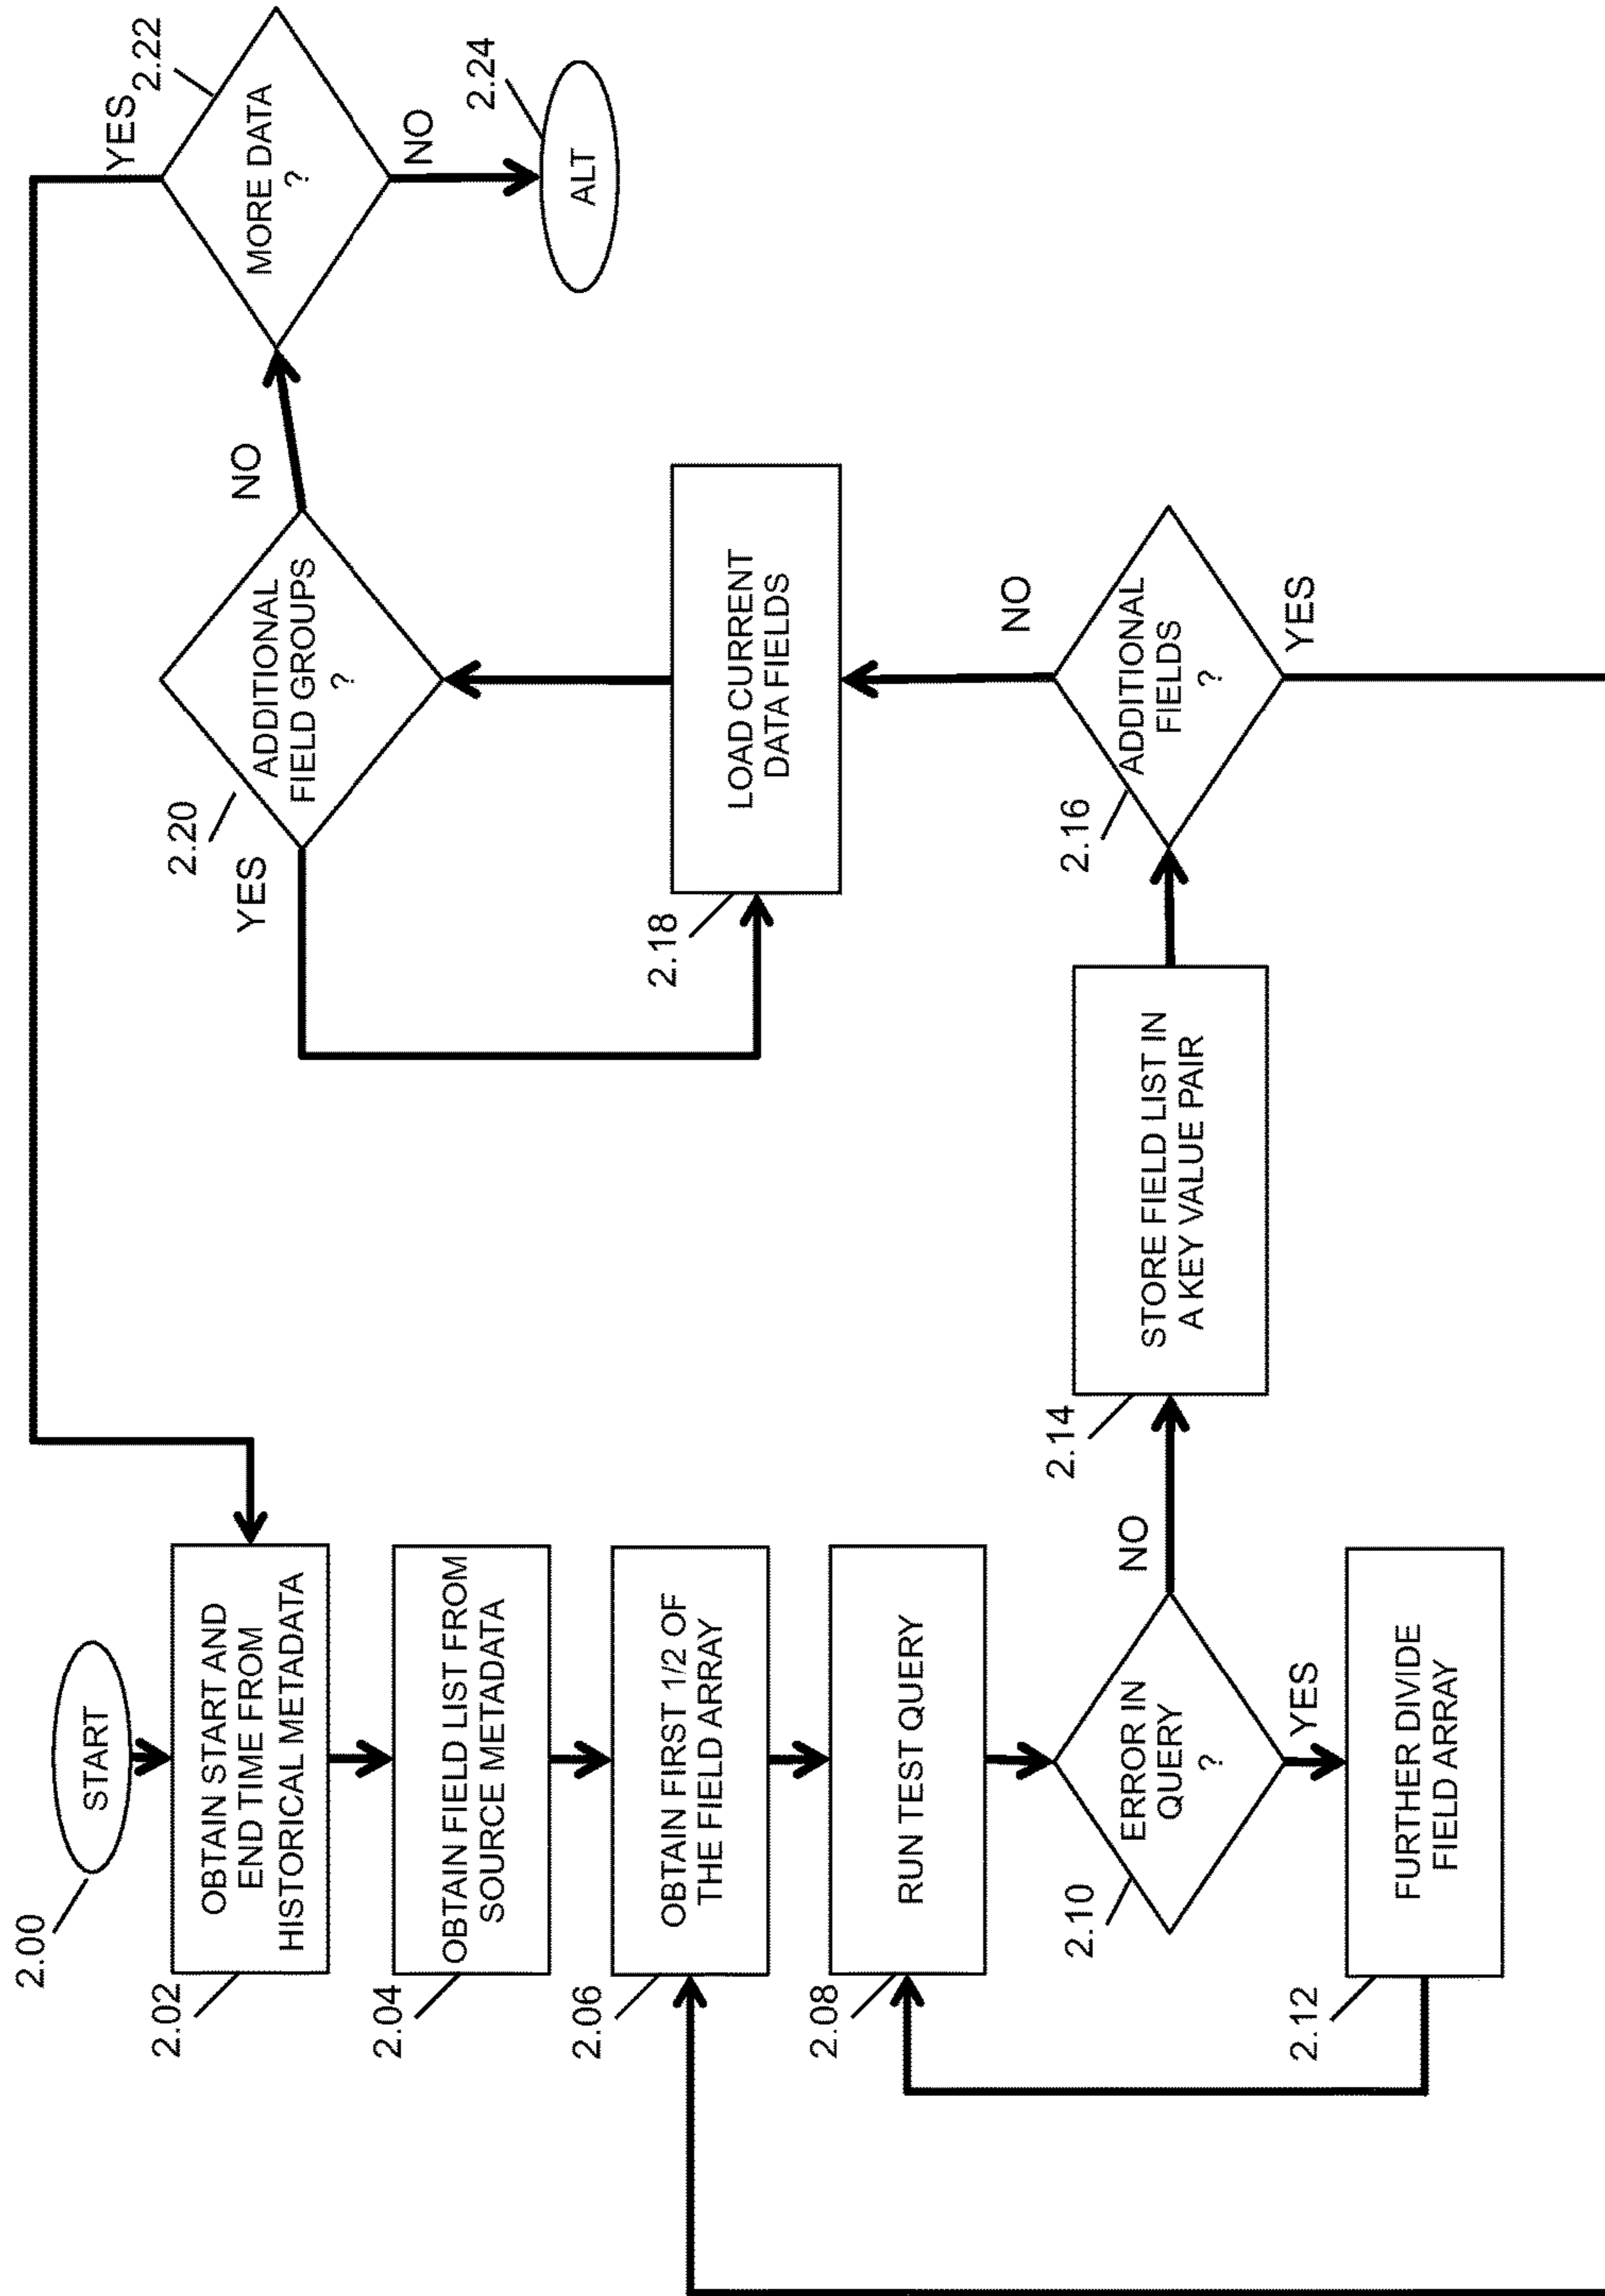 2.00
START
2.02
OBTAIN START AND
END TIME FROM
HISTORICAL METADATA
2.04
OBTAIN FIELD LIST FROM
SOURCE METADATA
2.06
OBTAIN FIRST 1/2 OF
THE FIELD ARRAY
2.08
RUN TEST QUERY
2.10
ERROR IN
QUERY
?
NO
YES
2.12
FURTHER DIVIDE
FIELD ARRAY
2.14
STORE FIELD LIST IN
A KEY VALUE PAIR
2.16
ADDITIONAL
FIELDS
?
NO
YES
2.18
LOAD CURRENT
DATA FIELDS
2.20
ADDITIONAL
FIELD GROUPS
?
YES
NO
2.22
MORE DATA
?
YES
NO
2.24
ALT